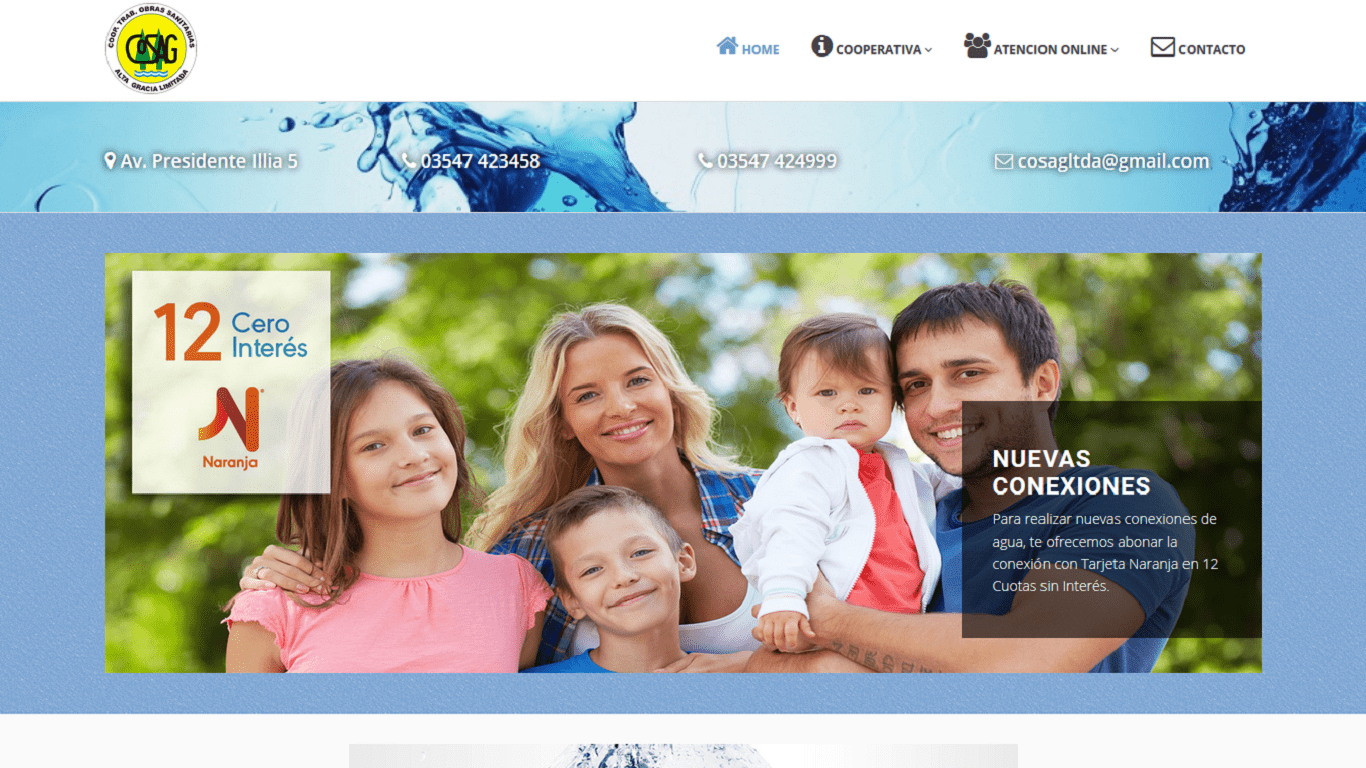 COOP. TRAB. OBRAS SANITARIAS
COSAG
ALTA GRACIA LIMITADA
HOME
COOPERATIVA
ATENCION ONLINE
CONTACTO
Av. Presidente Illia 5
03547 423458
03547 424999
cosagltda@gmail.com
12 Cero
Interés
N
Naranja
NUEVAS
CONEXIONES
Para realizar nuevas conexiones de
agua, te ofrecemos abonar la
conexión con Tarjeta Naranja en 12
Cuotas sin Interés.